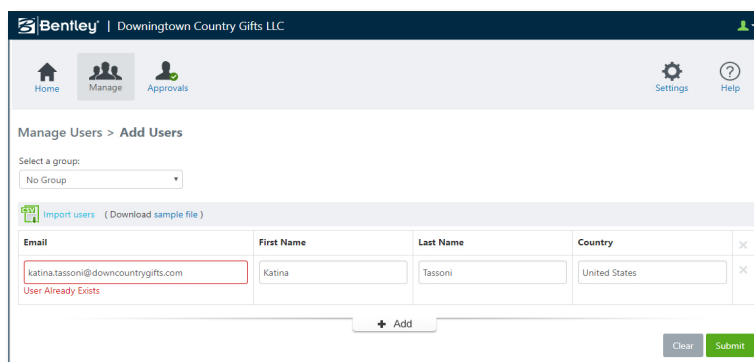 Bentley | Downingtown Country Gifts LLC
Home Manage Approvals Settings Help
Manage Users > Add Users
Select a group:
No Group
CSV Import users ( Download sample file )
Email First Name Last Name Country
katina.tassoni@downcountrygifts.com Katina Tassoni United States
User Already Exists
+ Add
Clear Submit